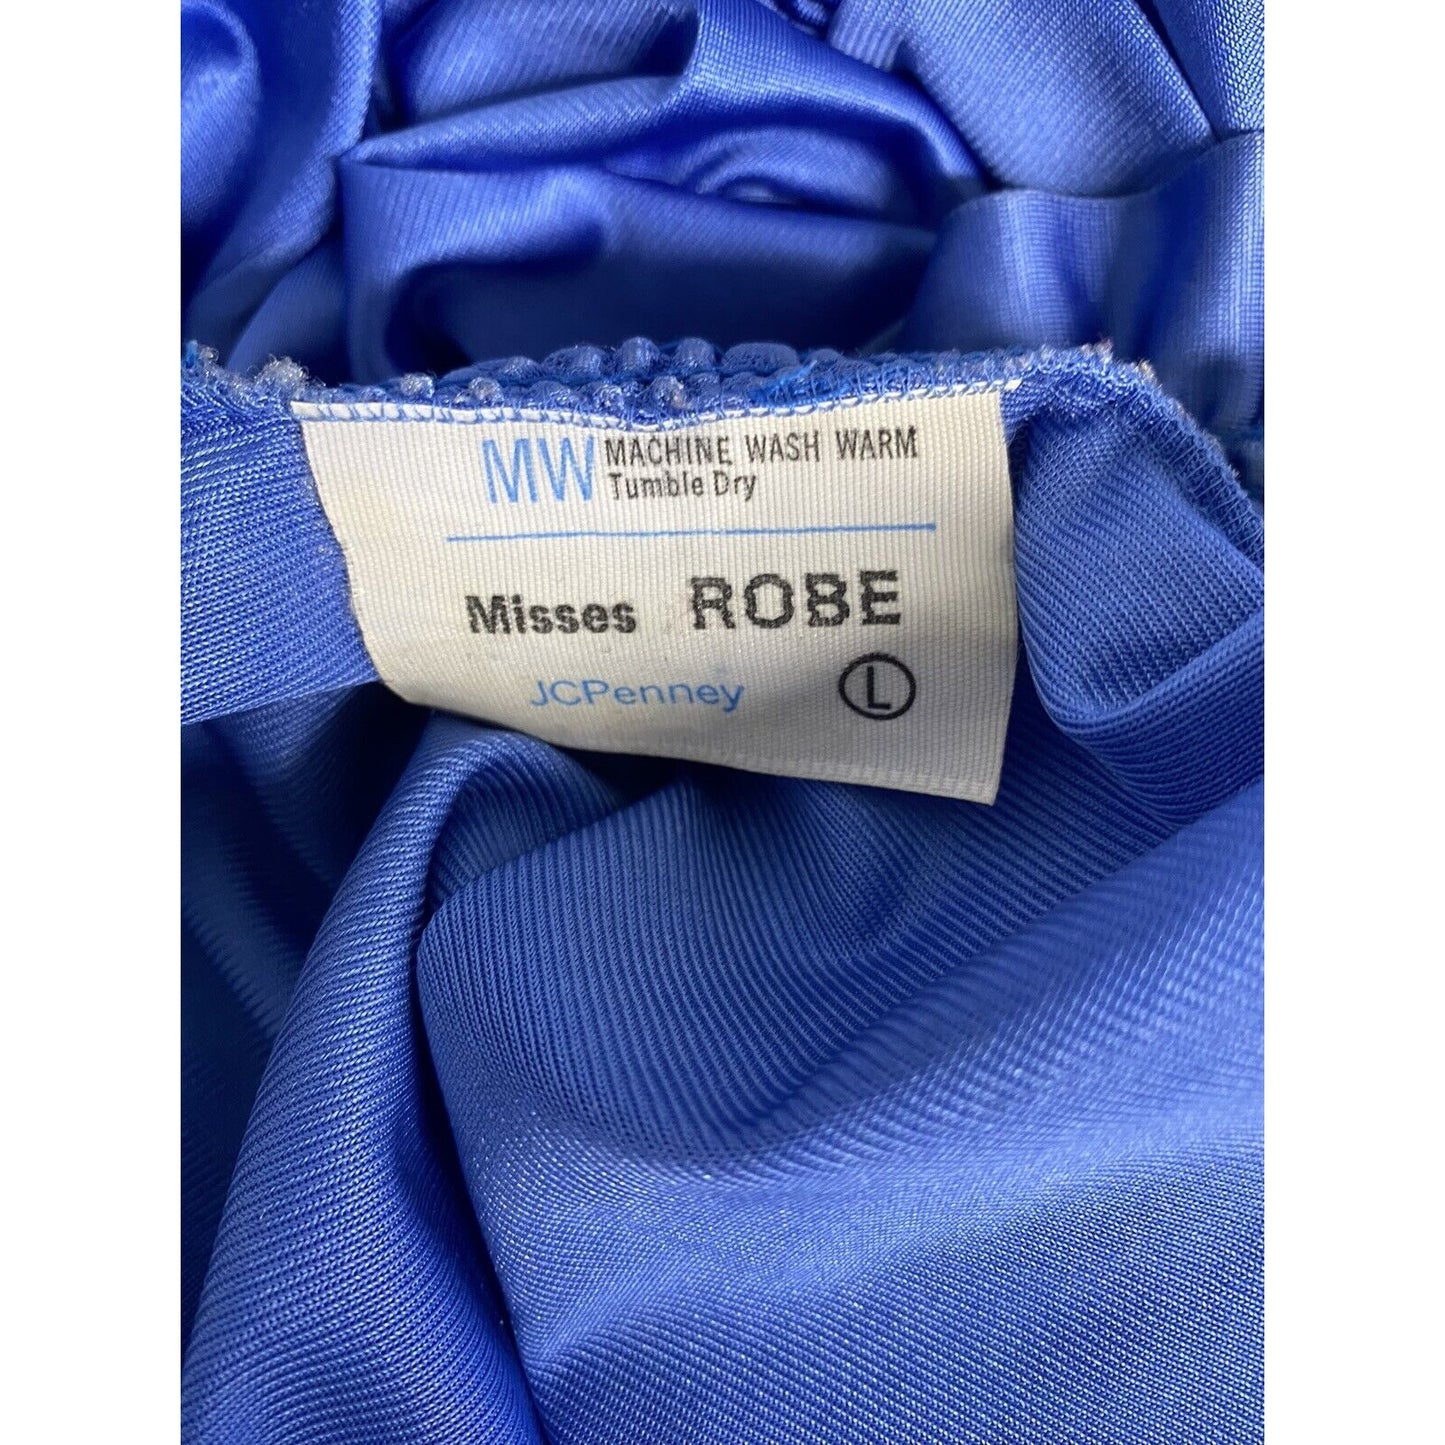 MW MACHINE WASH WARM
Tumble Dry
Misses ROBE
JCPenney L